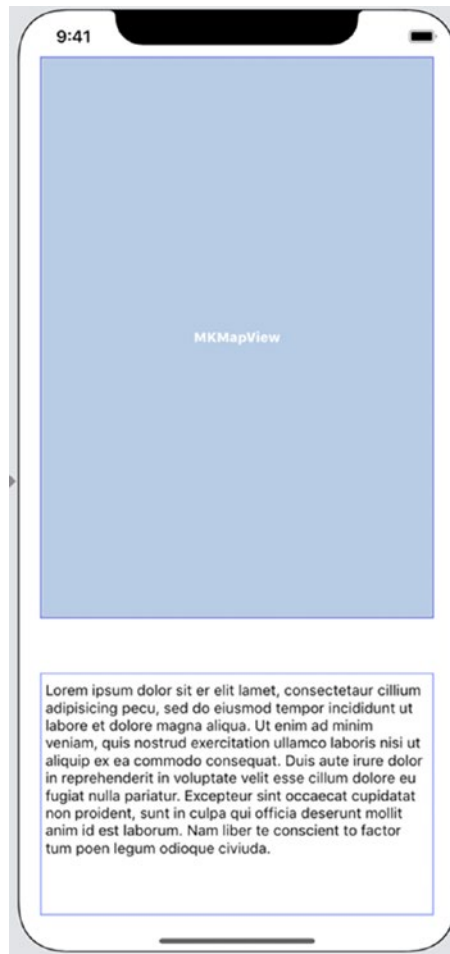 9:41
MKMapView
Lorem ipsum dolor sit er elit lamet, consectetaur cillium
adipisicing pecu, sed do eiusmod tempor incididunt ut
labore et dolore magna aliqua. Ut enim ad minim
veniam, quis nostrud exercitation ullamco laboris nisi ut
aliquip ex ea commodo consequat. Duis aute irure dolor
in reprehenderit in voluptate velit esse cillum dolore eu
fugiat nulla pariatur. Excepteur sint occaecat cupidatat
non proident, sunt in culpa qui officia deserunt mollit
anim id est laborum. Nam liber te conscient to factor
tum poen legum odioque civiuda.